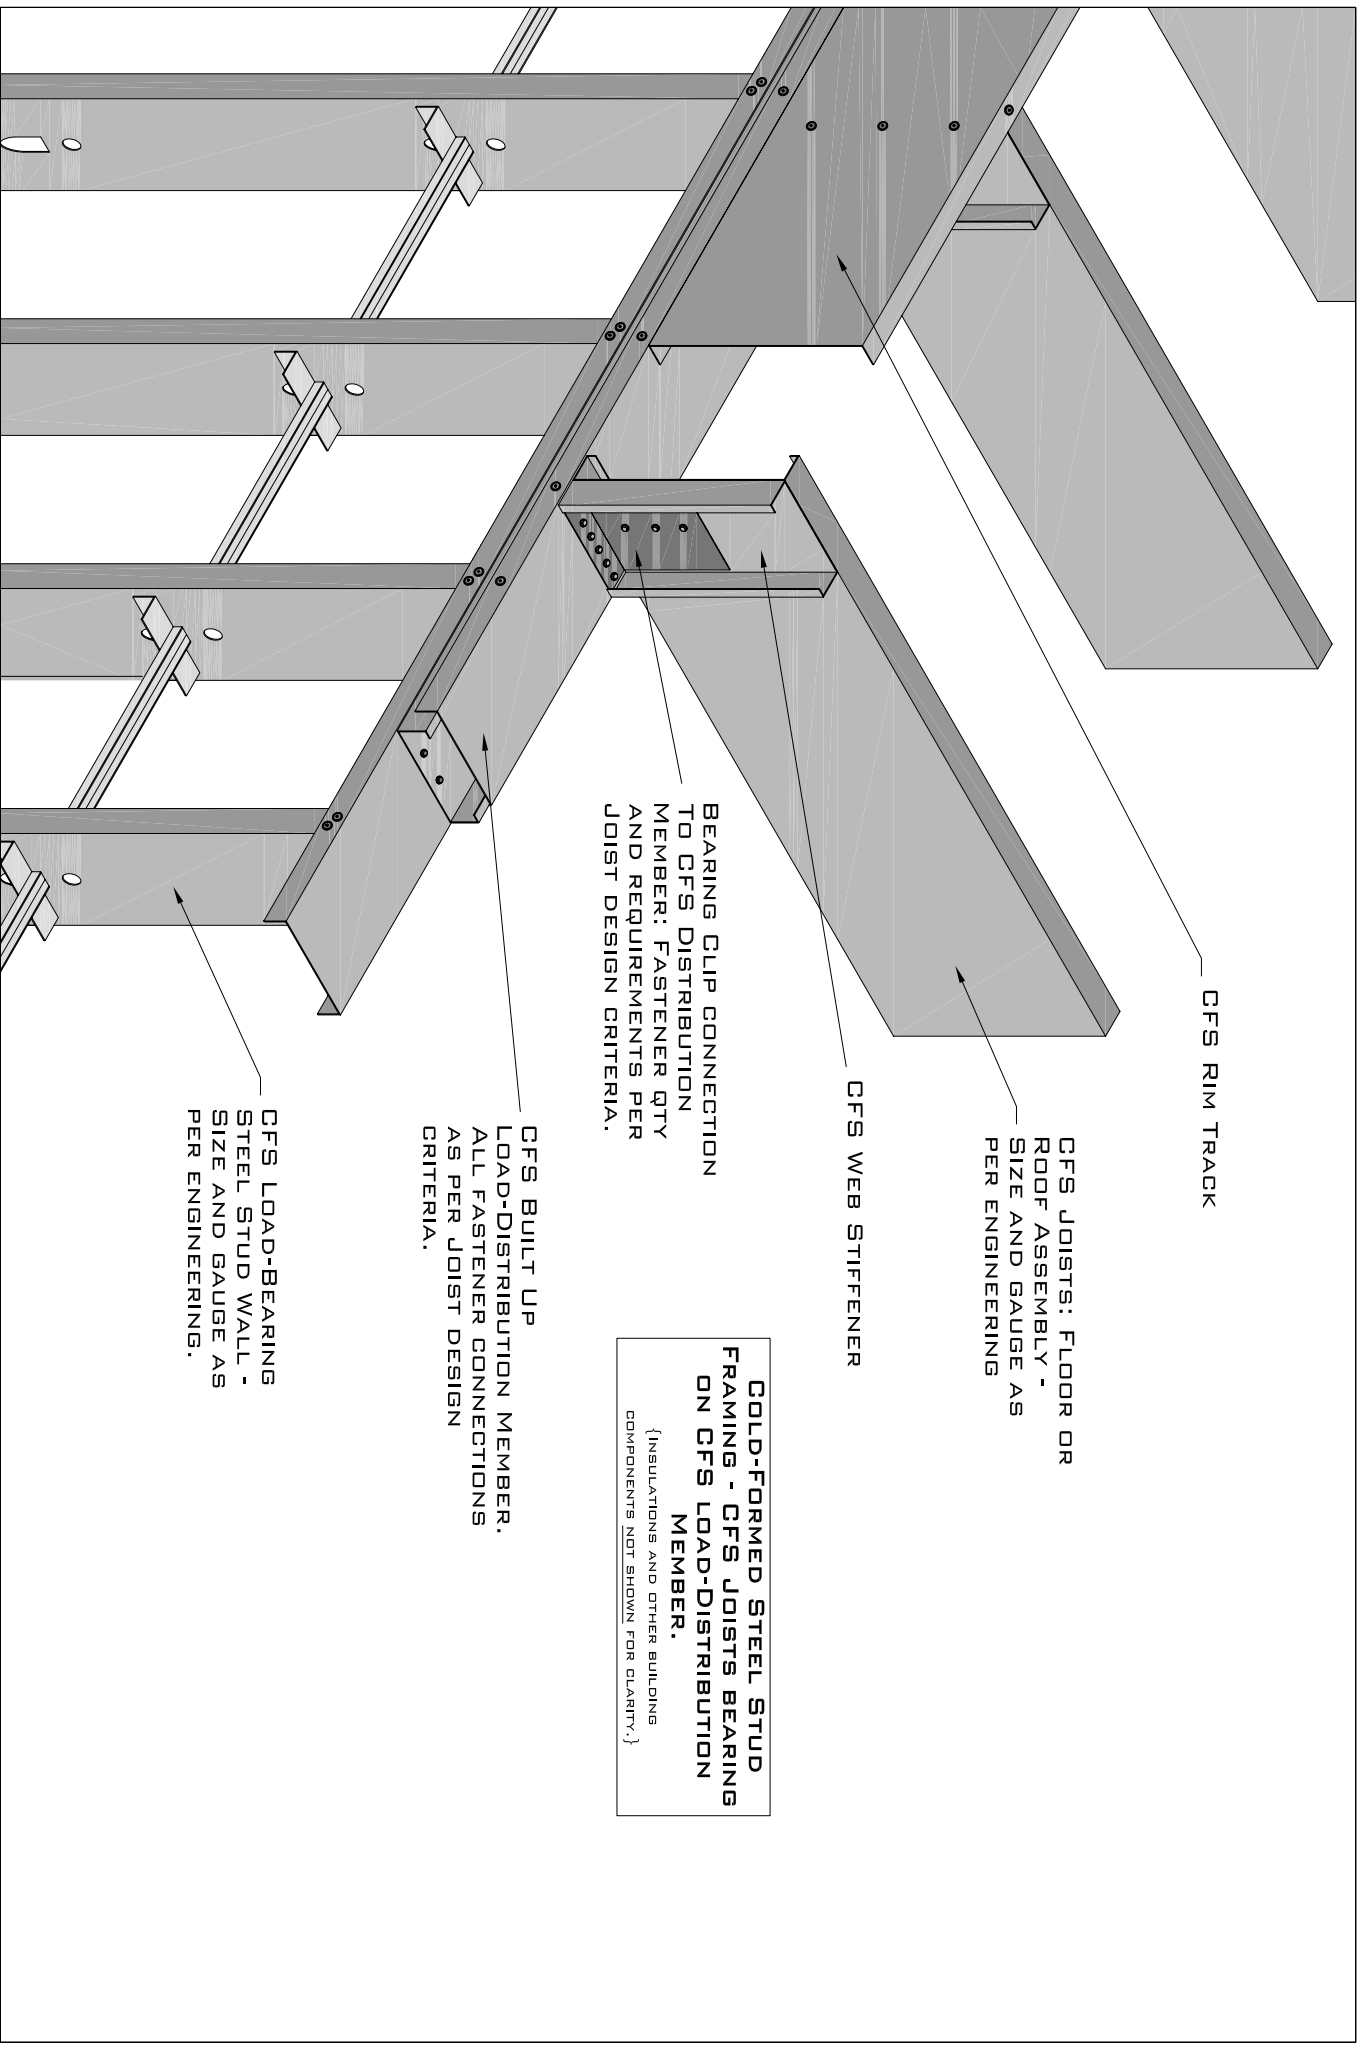 CFS Rim Track
CFS Joists: Floor or
Roof Assembly -
Size and gauge as
per engineering
CFS Web Stiffener
Bearing Clip connection
to CFS Distribution
Member: Fastener qty
and requirements per
Joist design criteria.
CFS Built Up
Load-Distribution Member.
All fastener connections
as per Joist design
criteria.
CFS Load-Bearing
Steel Stud Wall -
Size and gauge as
per engineering.
Cold-Formed Steel Stud
Framing - CFS Joists bearing
on CFS load-Distribution
Member.
{Insulations and other building
components not shown for clarity.}